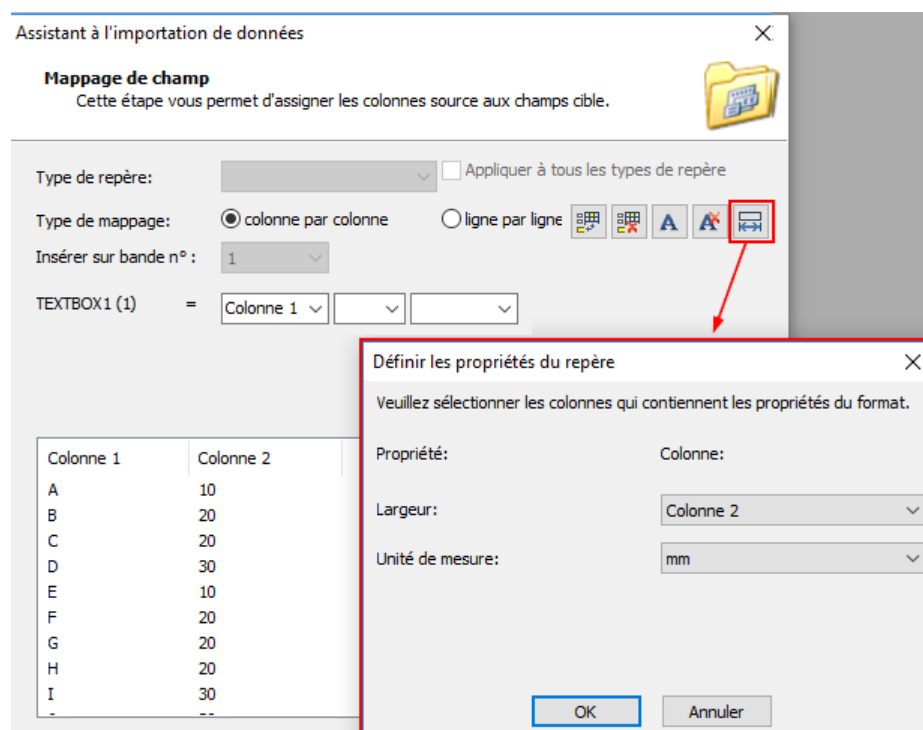 Assistant à l'importation de données
Mappage de champ
Cette étape vous permet d'assigner les colonnes source aux champs cible.
Type de repère:
Appliquer à tous les types de repère
Type de mappage:
colonne par colonne
ligne par ligne
Insérer sur bande n° :
1
TEXTBOX1 (1) = Colonne 1
Définir les propriétés du repère
Veuillez sélectionner les colonnes qui contiennent les propriétés du format.
Propriété: Colonne:
Largeur: Colonne 2
Unité de mesure: mm
OK Annuler
Colonne 1 Colonne 2
A 10
B 20
C 20
D 30
E 10
F 20
G 20
H 20
I 30